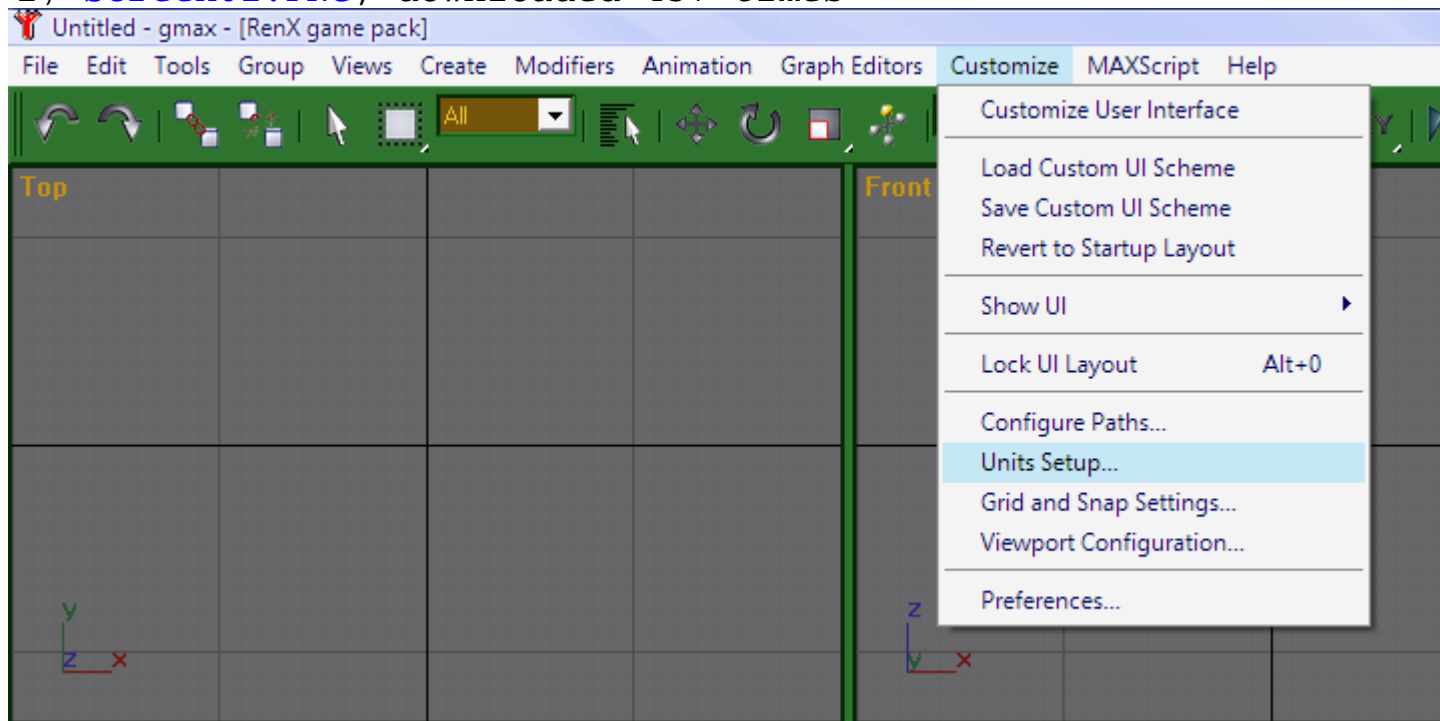 Untitled - gmax - [RenX game pack]
File Edit Tools Group Views Create Modifiers Animation Graph Editors Customize MAXScript Help
All
Top
Front
Customize User Interface
Load Custom UI Scheme
Save Custom UI Scheme
Revert to Startup Layout
Show UI
Lock UI Layout Alt+0
Configure Paths...
Units Setup...
Grid and Snap Settings...
Viewport Configuration...
Preferences...
y
z x
z
y x